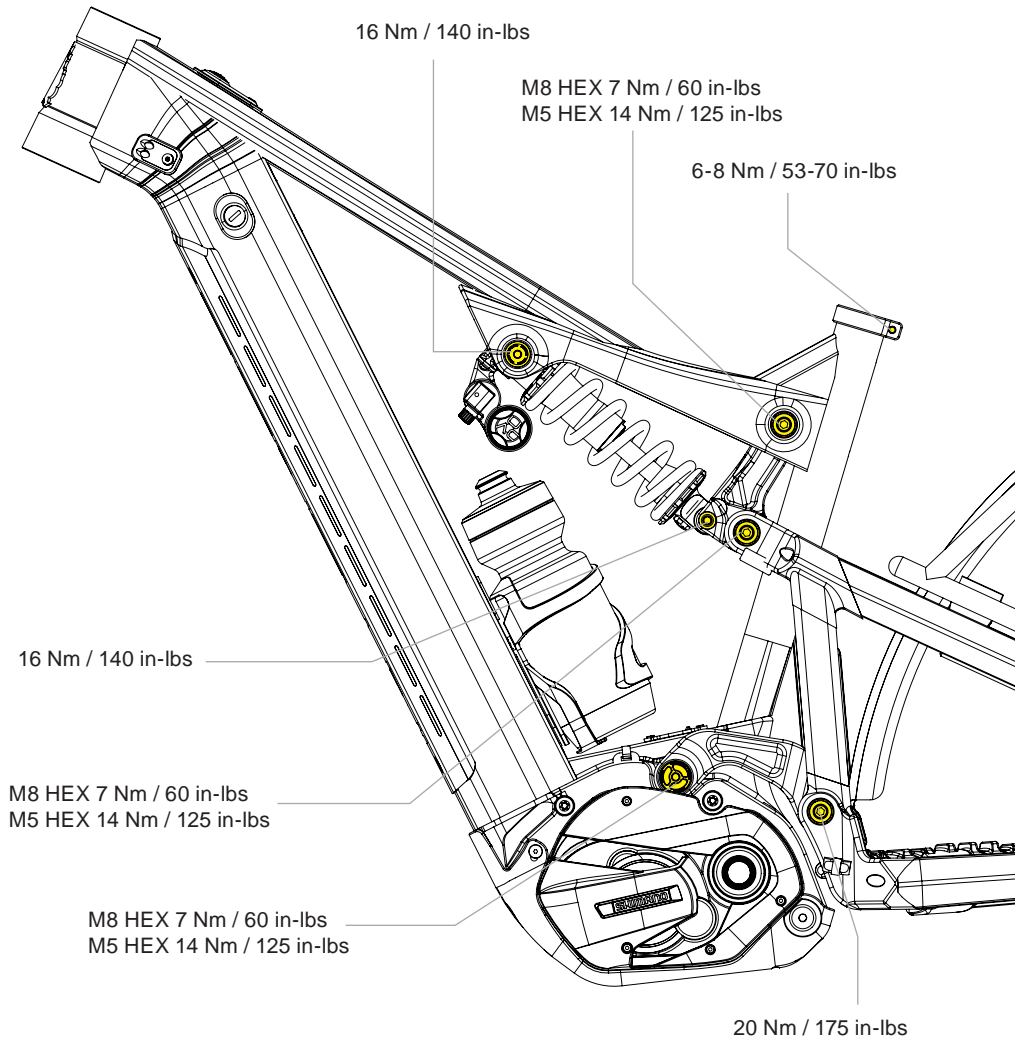 16 Nm / 140 in-lbs
M8 HEX 7 Nm / 60 in-lbs
M5 HEX 14 Nm / 125 in-lbs
6-8 Nm / 53-70 in-lbs
16 Nm / 140 in-lbs
M8 HEX 7 Nm / 60 in-lbs
M5 HEX 14 Nm / 125 in-lbs
SHIMANO
M8 HEX 7 Nm / 60 in-lbs
M5 HEX 14 Nm / 125 in-lbs
20 Nm / 175 in-lbs